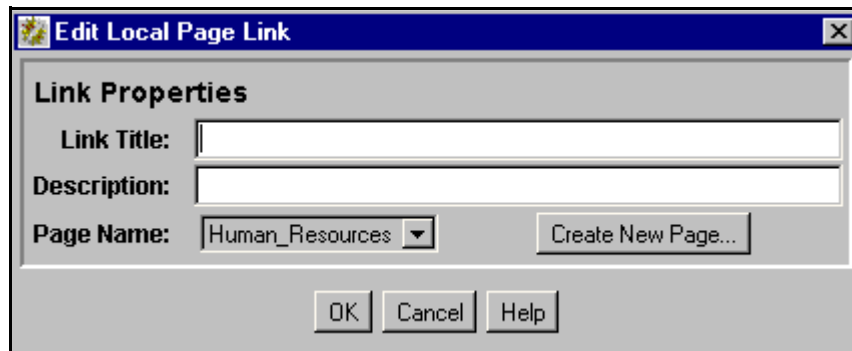 Edit Local Page Link
Link Properties
Link Title:
Description:
Page Name: Human_Resources Create New Page...
OK Cancel Help